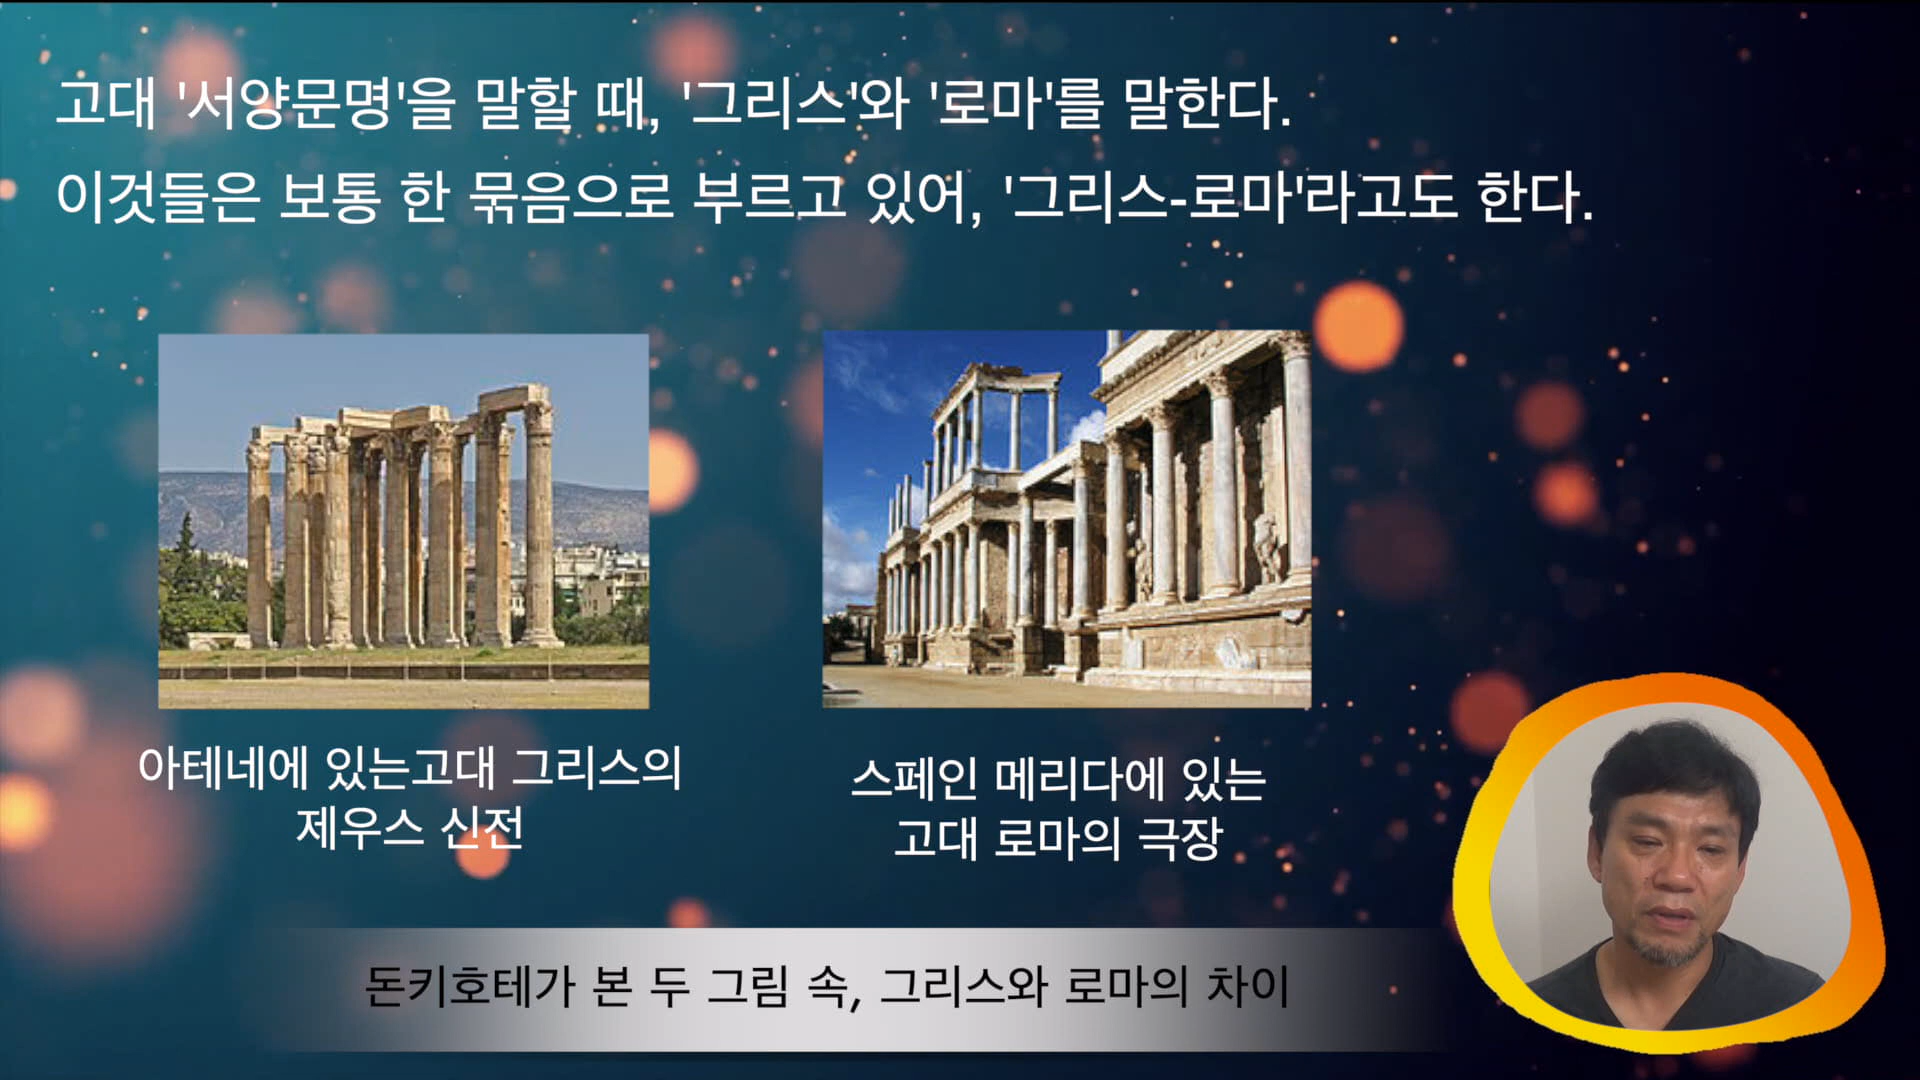 고대 '서양문명'을 말할 때, '그리스'와 '로마'를 말한다.
이것들은 보통 한 묶음으로 부르고 있어, '그리스-로마'라고도 한다.
아테네에 있는고대 그리스의
제우스 신전
스페인 메리다에 있는
고대 로마의 극장
돈키호테가 본 두 그림 속, 그리스와 로마의 차이